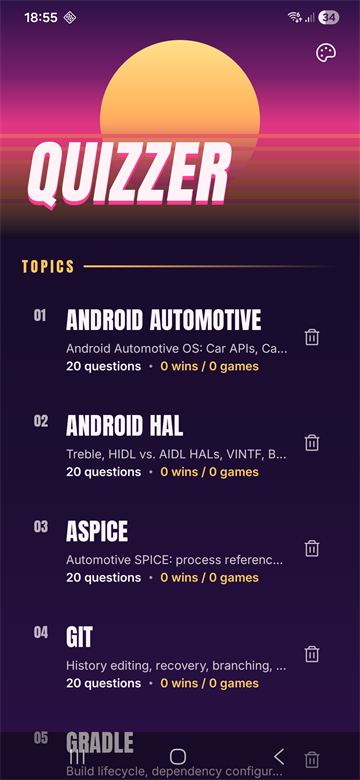 18:55
34
QUIZZER
TOPICS
01
ANDROID AUTOMOTIVE
Android Automotive OS: Car APIs, Ca...
20 questions • 0 wins / 0 games
02
ANDROID HAL
Treble, HIDL vs. AIDL HALs, VINTF, B...
20 questions • 0 wins / 0 games
03
ASPICE
Automotive SPICE: process referenc...
20 questions • 0 wins / 0 games
04
GIT
History editing, recovery, branching, ...
20 questions • 0 wins / 0 games
05
GRADLE
Build lifecycle, dependency configur...